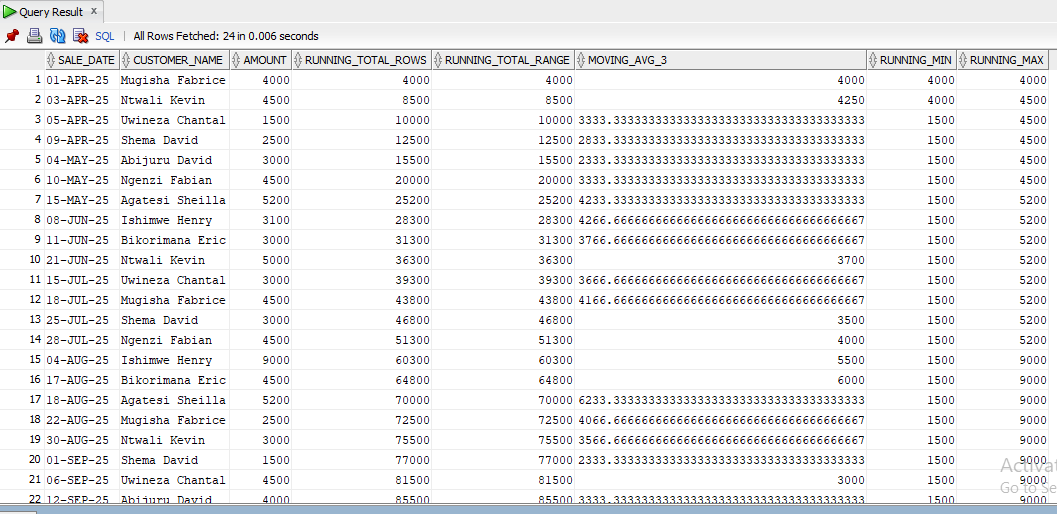 Query Result x
SQL | All Rows Fetched: 24 in 0.006 seconds
SALE_DATE CUSTOMER_NAME AMOUNT RUNNING_TOTAL_ROWS RUNNING_TOTAL_RANGE MOVING_AVG_3 RUNNING_MIN RUNNING_MAX
1 01-APR-25 Mugisha Fabrice 4000 4000 4000 4000 4000 4000
2 03-APR-25 Ntwali Kevin 4500 8500 8500 4250 4000 4500
3 05-APR-25 Uwineza Chantal 1500 10000 10000 3333.33333333333333333333333333333333333 1500 4500
4 09-APR-25 Shema David 2500 12500 12500 2833.33333333333333333333333333333333333 1500 4500
5 04-MAY-25 Abijuru David 3000 15500 15500 2333.33333333333333333333333333333333333 1500 4500
6 10-MAY-25 Ngenzi Fabian 4500 20000 20000 3333.33333333333333333333333333333333333 1500 4500
7 15-MAY-25 Agatesi Sheilla 5200 25200 25200 4233.33333333333333333333333333333333333 1500 5200
8 08-JUN-25 Ishimwe Henry 3100 28300 28300 4266.66666666666666666666666666666666667 1500 5200
9 11-JUN-25 Bikorimana Eric 3000 31300 31300 3766.66666666666666666666666666666666667 1500 5200
10 21-JUN-25 Ntwali Kevin 5000 36300 36300 3700 1500 5200
11 15-JUL-25 Uwineza Chantal 3000 39300 39300 3666.66666666666666666666666666666666667 1500 5200
12 18-JUL-25 Mugisha Fabrice 4500 43800 43800 4166.66666666666666666666666666666666667 1500 5200
13 25-JUL-25 Shema David 3000 46800 46800 3500 1500 5200
14 28-JUL-25 Ngenzi Fabian 4500 51300 51300 4000 1500 5200
15 04-AUG-25 Ishimwe Henry 9000 60300 60300 5500 1500 9000
16 17-AUG-25 Bikorimana Eric 4500 64800 64800 6000 1500 9000
17 18-AUG-25 Agatesi Sheilla 5200 70000 70000 6233.33333333333333333333333333333333333 1500 9000
18 22-AUG-25 Mugisha Fabrice 2500 72500 72500 4066.66666666666666666666666666666666667 1500 9000
19 30-AUG-25 Ntwali Kevin 3000 75500 75500 3566.66666666666666666666666666666666667 1500 9000
20 01-SEP-25 Shema David 1500 77000 77000 2333.33333333333333333333333333333333333 1500 9000
21 06-SEP-25 Uwineza Chantal 4500 81500 81500 3000 1500 9000
22 12-SEP-25 Abijuru David 4000 85500 85500 3333.33333333333333333333333333333333333 1500 9000
Activat
Go to Se